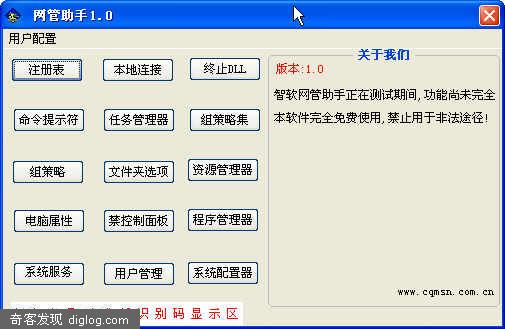 网管助手1.0
用户配置
注册表 本地连接 终止DLL
命令提示符 任务管理器 组策略集
组策略 文件夹选项 资源管理器
电脑属性 禁控制面板 程序管理器
系统服务 用户管理 系统配置器
关于我们
版本:1.0
智软网管助手正在测试期间,功能尚未完全
本软件完全免费使用,禁止用于非法途径!
www.cqmsn.com.cn
识别码显示区
奇客发现 diglog.com